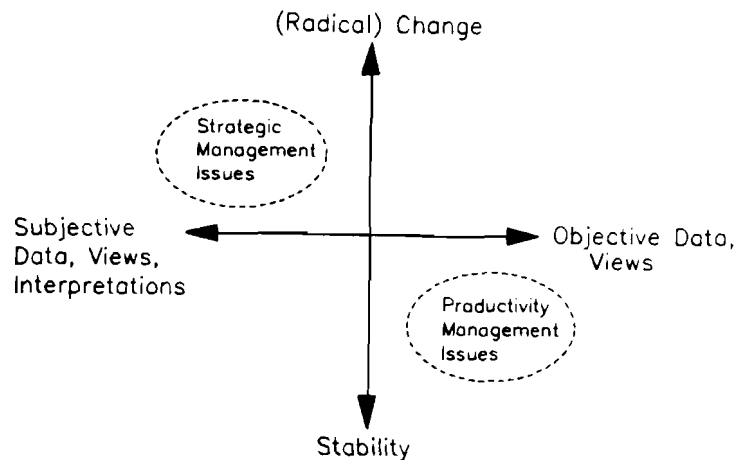 (Radical) Change
Strategic
Management
Issues
Subjective
Data, Views,
Interpretations
Objective Data,
Views
Productivity
Management
Issues
Stability